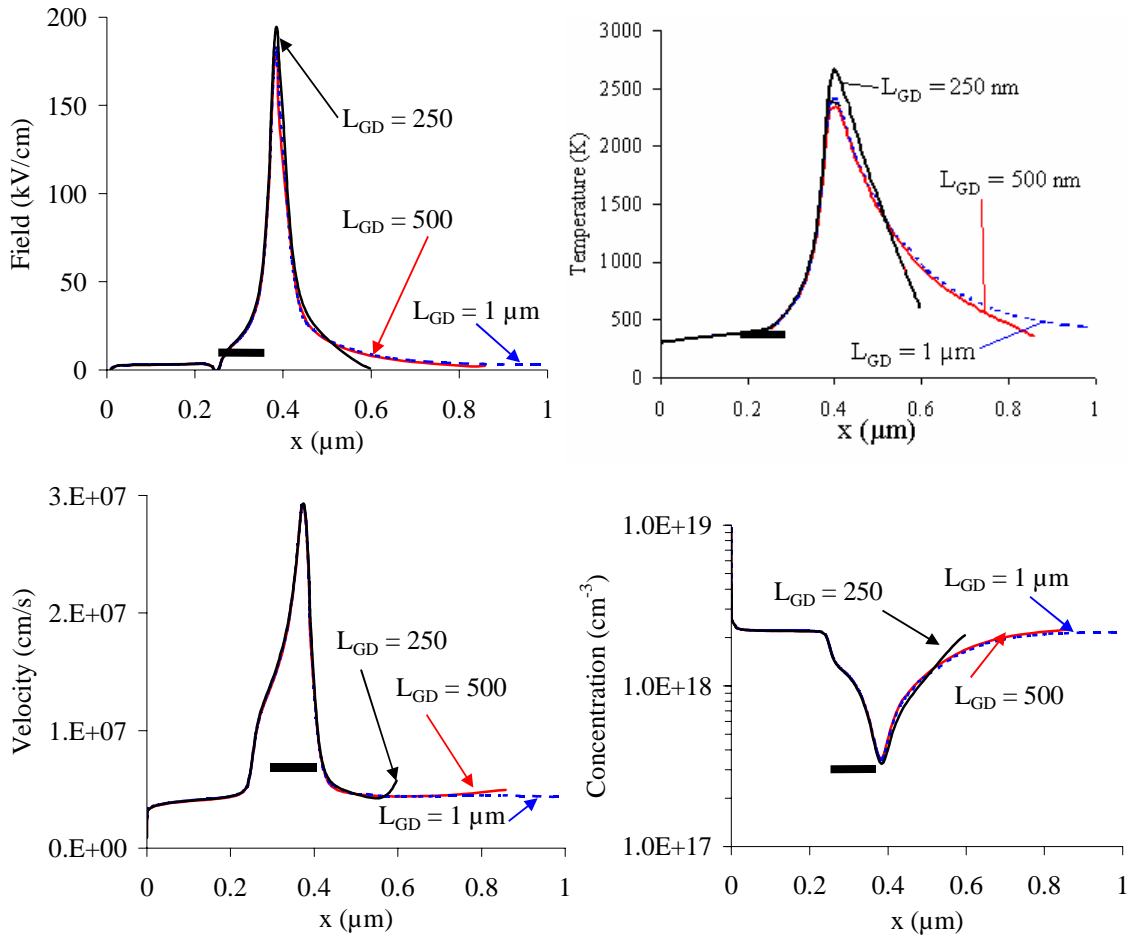 200
150
100
50
0
Field (kV/cm)
0
0.2
0.4
0.6
0.8
1
x (µm)
L_GD = 250
L_GD = 500
L_GD = 1 µm
3000
2500
2000
1500
1000
500
0
Temperature (K)
0
0.2
0.4
0.6
0.8
1
x (µm)
L_GD = 250 nm
L_GD = 500 nm
L_GD = 1 µm
3.E+07
2.E+07
1.E+07
0.E+00
Velocity (cm/s)
0
0.2
0.4
0.6
0.8
1
x (µm)
L_GD = 250
L_GD = 500
L_GD = 1 µm
1.0E+19
1.0E+18
1.0E+17
Concentration (cm^-3)
0
0.2
0.4
0.6
0.8
1
x (µm)
L_GD = 1 µm
L_GD = 250
L_GD = 500